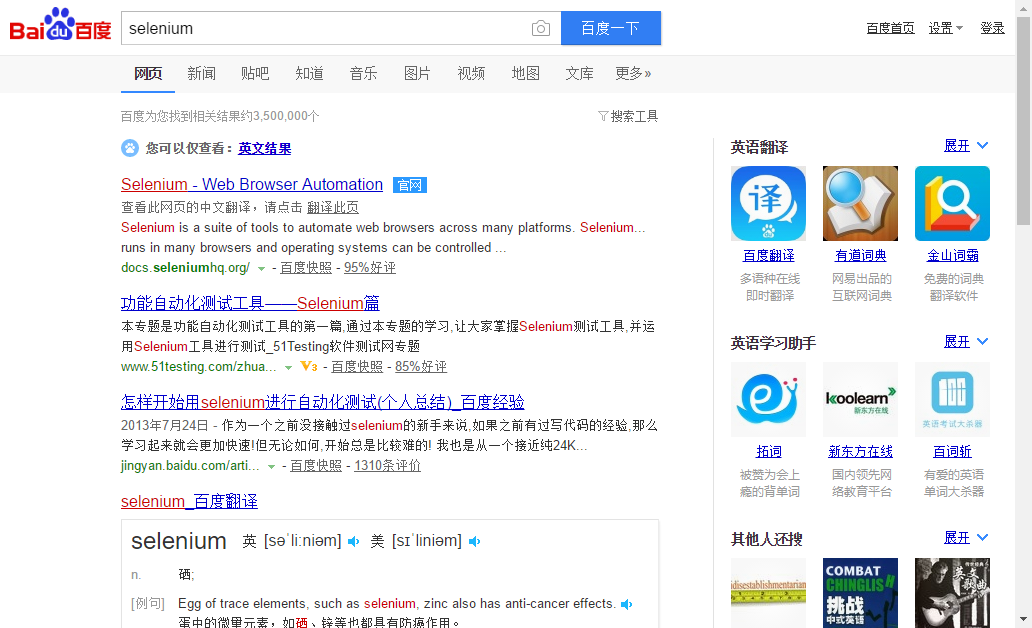 Bai du 百度
selenium
百度一下
百度首页 设置 登录
网页 新闻 贴吧 知道 音乐 图片 视频 地图 文库 更多»
百度为您找到相关结果约3,500,000个
搜索工具
您可以仅查看：英文结果
Selenium - Web Browser Automation 官网
查看此网页的中文翻译，请点击 翻译此页
Selenium is a suite of tools to automate web browsers across many platforms. Selenium...
runs in many browsers and operating systems can be controlled ...
docs.seleniumhq.org/ - 百度快照 - 95%好评
功能自动化测试工具——Selenium篇
本专题是功能自动化测试工具的第一篇,通过本专题的学习,让大家掌握Selenium测试工具,并运
用Selenium工具进行测试_51Testing软件测试网专题
www.51testing.com/zhua... V3 - 百度快照 - 85%好评
怎样开始用selenium进行自动化测试(个人总结)_百度经验
2013年7月24日 - 作为一个之前没接触过selenium的新手来说,如果之前有过写代码的经验,那么
学习起来就会更加快速!但无论如何,开始总是比较难的! 我也是从一个接近纯24K...
jingyan.baidu.com/arti... - 百度快照 - 1310条评价
selenium_百度翻译
selenium 英 [səˈliːniəm] 美 [sɪˈliniəm]
n. 硒;
[例句] Egg of trace elements, such as selenium, zinc also has anti-cancer effects.
蛋中的微量元素，如硒、锌等也都具有防癌作用。
英语翻译 展开
译
百度翻译 有道词典 金山词霸
多语种在线 网易出品的 免费的词典
即时翻译 互联网词典 翻译软件
英语学习助手 展开
koolearn
新东方在线
英语考试大杀器
拓词 新东方在线 百词斩
被赞为会上 国内领先网 有爱的英语
瘾的背单词 络教育平台 单词大杀器
其他人还搜 展开
disestablishmentarian
COMBAT
CHINGLISH
挑战
中式英语
英文歌曲